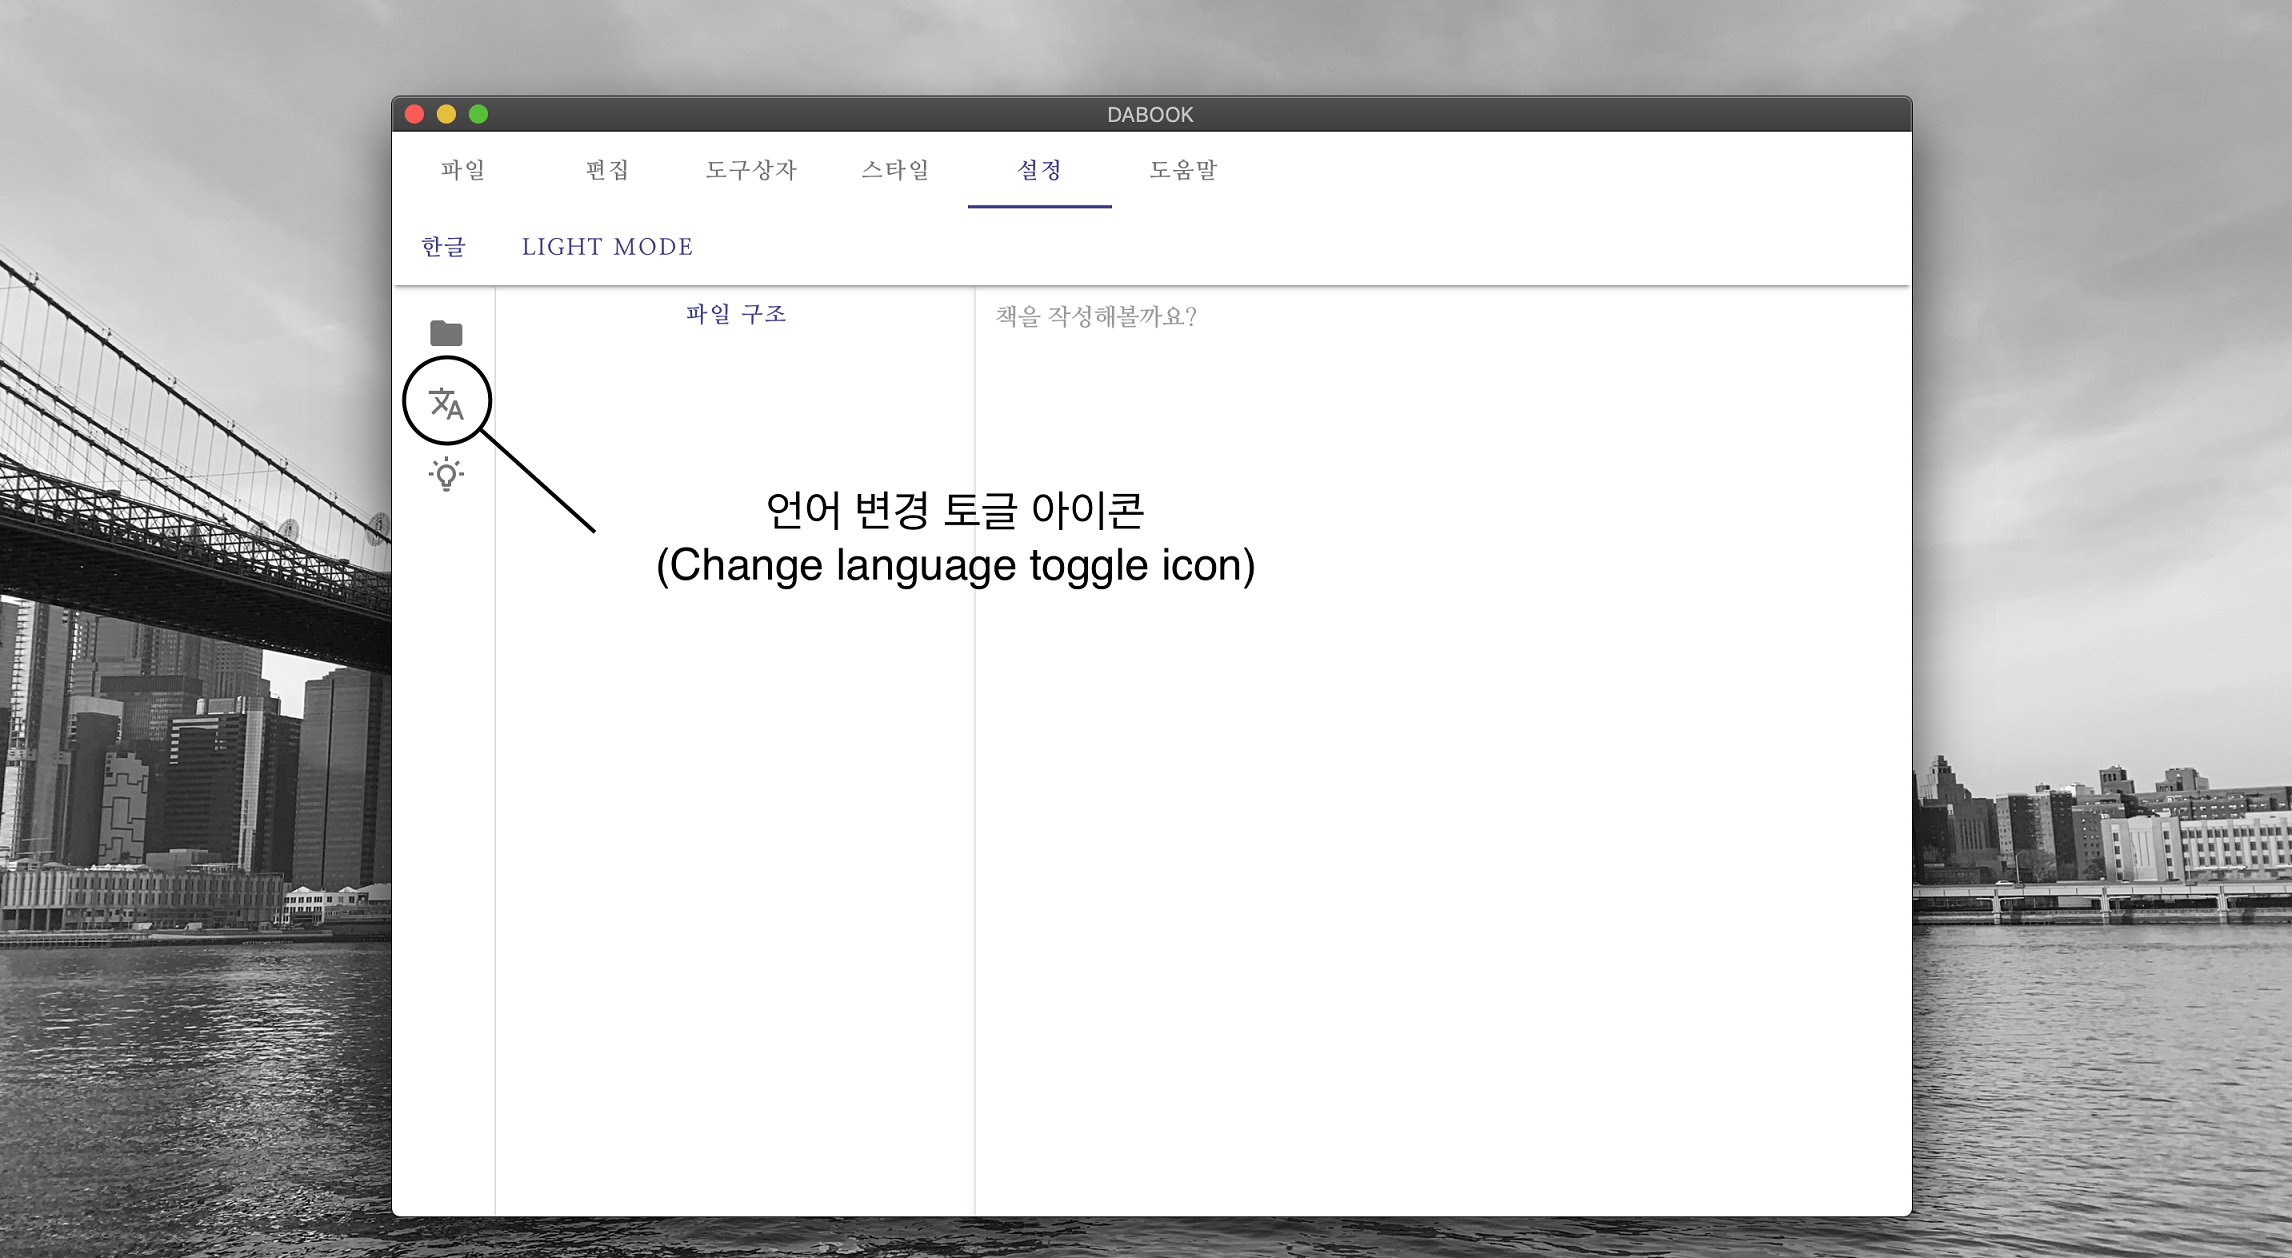 DABOOK
파일 편집 도구상자 스타일 설정 도움말
한글 LIGHT MODE
파일 구조
책을 작성해볼까요?
언어 변경 토글 아이콘
(Change language toggle icon)